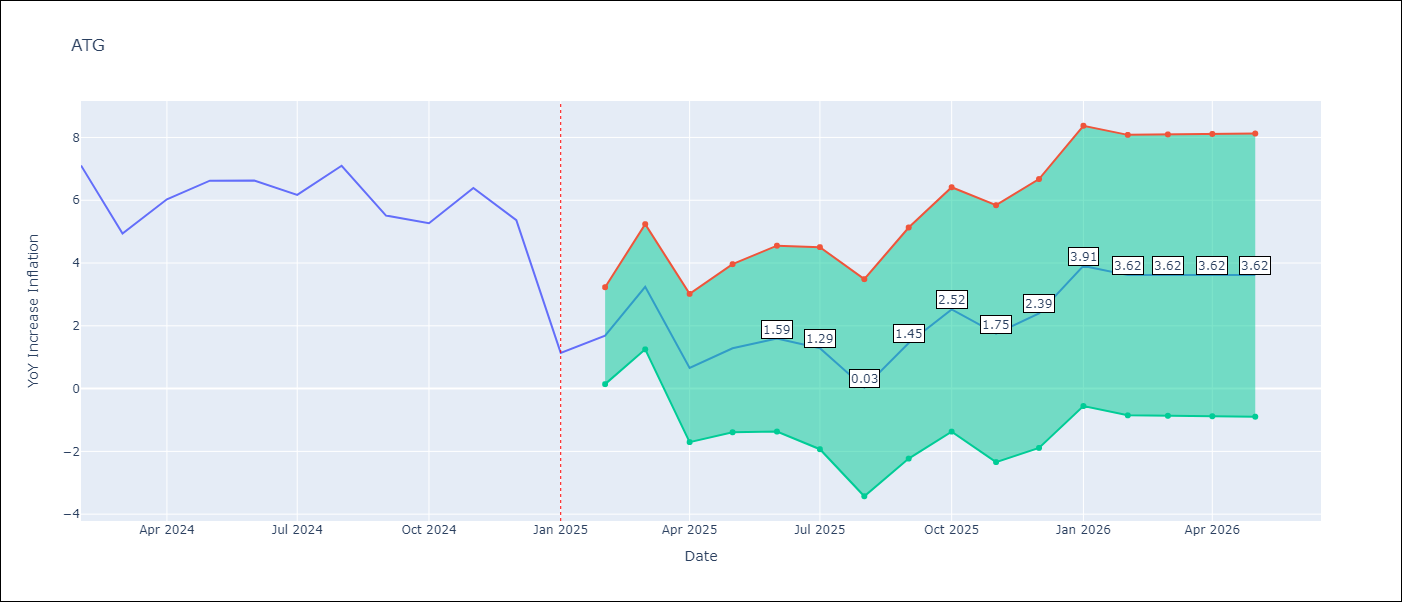 ATG
YoY Increase Inflation
8
6
4
2
0
−2
−4
1.59
1.29
0.03
1.45
2.52
1.75
2.39
3.91
3.62
3.62
3.62
3.62
Apr 2024
Jul 2024
Oct 2024
Jan 2025
Apr 2025
Jul 2025
Oct 2025
Jan 2026
Apr 2026
Date